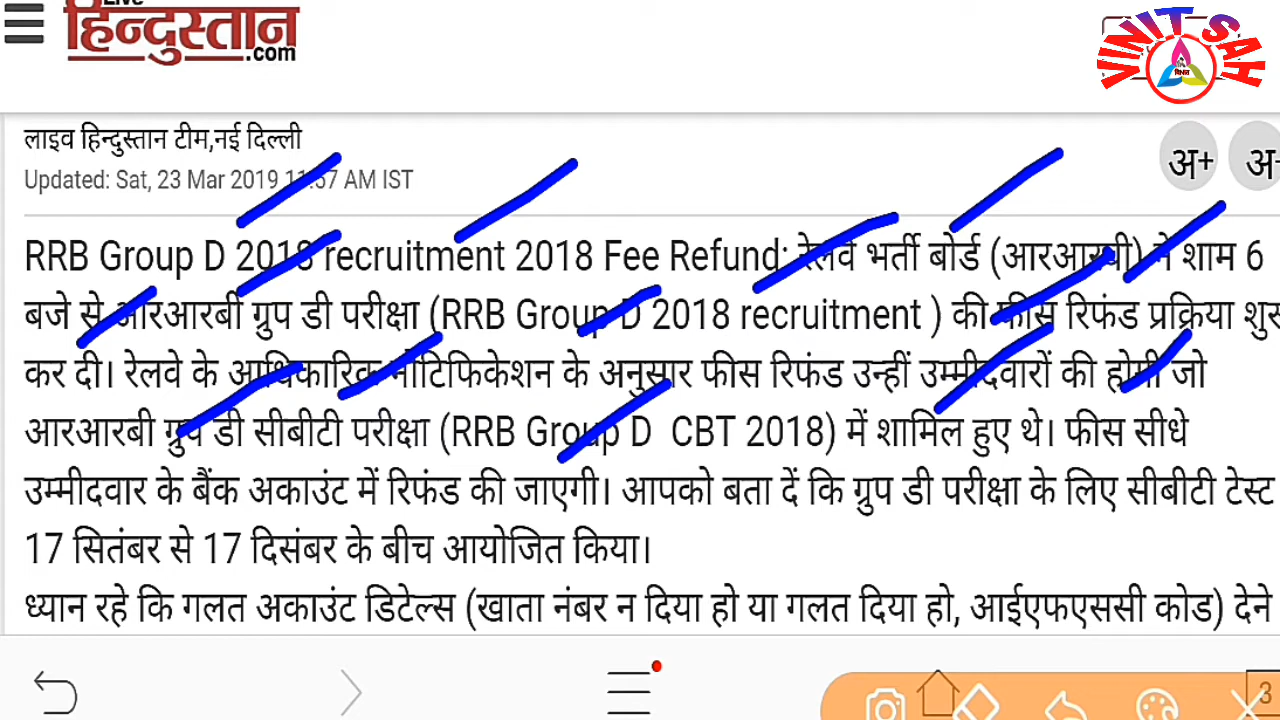 Live
हिन्दुस्तान
.com
VINIT SAH
लाइव हिन्दुस्तान टीम,नई दिल्ली
Updated: Sat, 23 Mar 2019 11:57 AM IST
अ+
अ-
RRB Group D 2018 recruitment 2018 Fee Refund: रेलवे भर्ती बोर्ड (आरआरबी) ने शाम 6
बजे से आरआरबी ग्रुप डी परीक्षा (RRB Group D 2018 recruitment ) की फीस रिफंड प्रक्रिया शुरू
कर दी। रेलवे के आधिकारिक नोटिफिकेशन के अनुसार फीस रिफंड उन्हीं उम्मीदवारों की होगी जो
आरआरबी ग्रुप डी सीबीटी परीक्षा (RRB Group D CBT 2018) में शामिल हुए थे। फीस सीधे
उम्मीदवार के बैंक अकाउंट में रिफंड की जाएगी। आपको बता दें कि ग्रुप डी परीक्षा के लिए सीबीटी टेस्ट
17 सितंबर से 17 दिसंबर के बीच आयोजित किया।
ध्यान रहे कि गलत अकाउंट डिटेल्स (खाता नंबर न दिया हो या गलत दिया हो, आईएफएससी कोड) देने
3